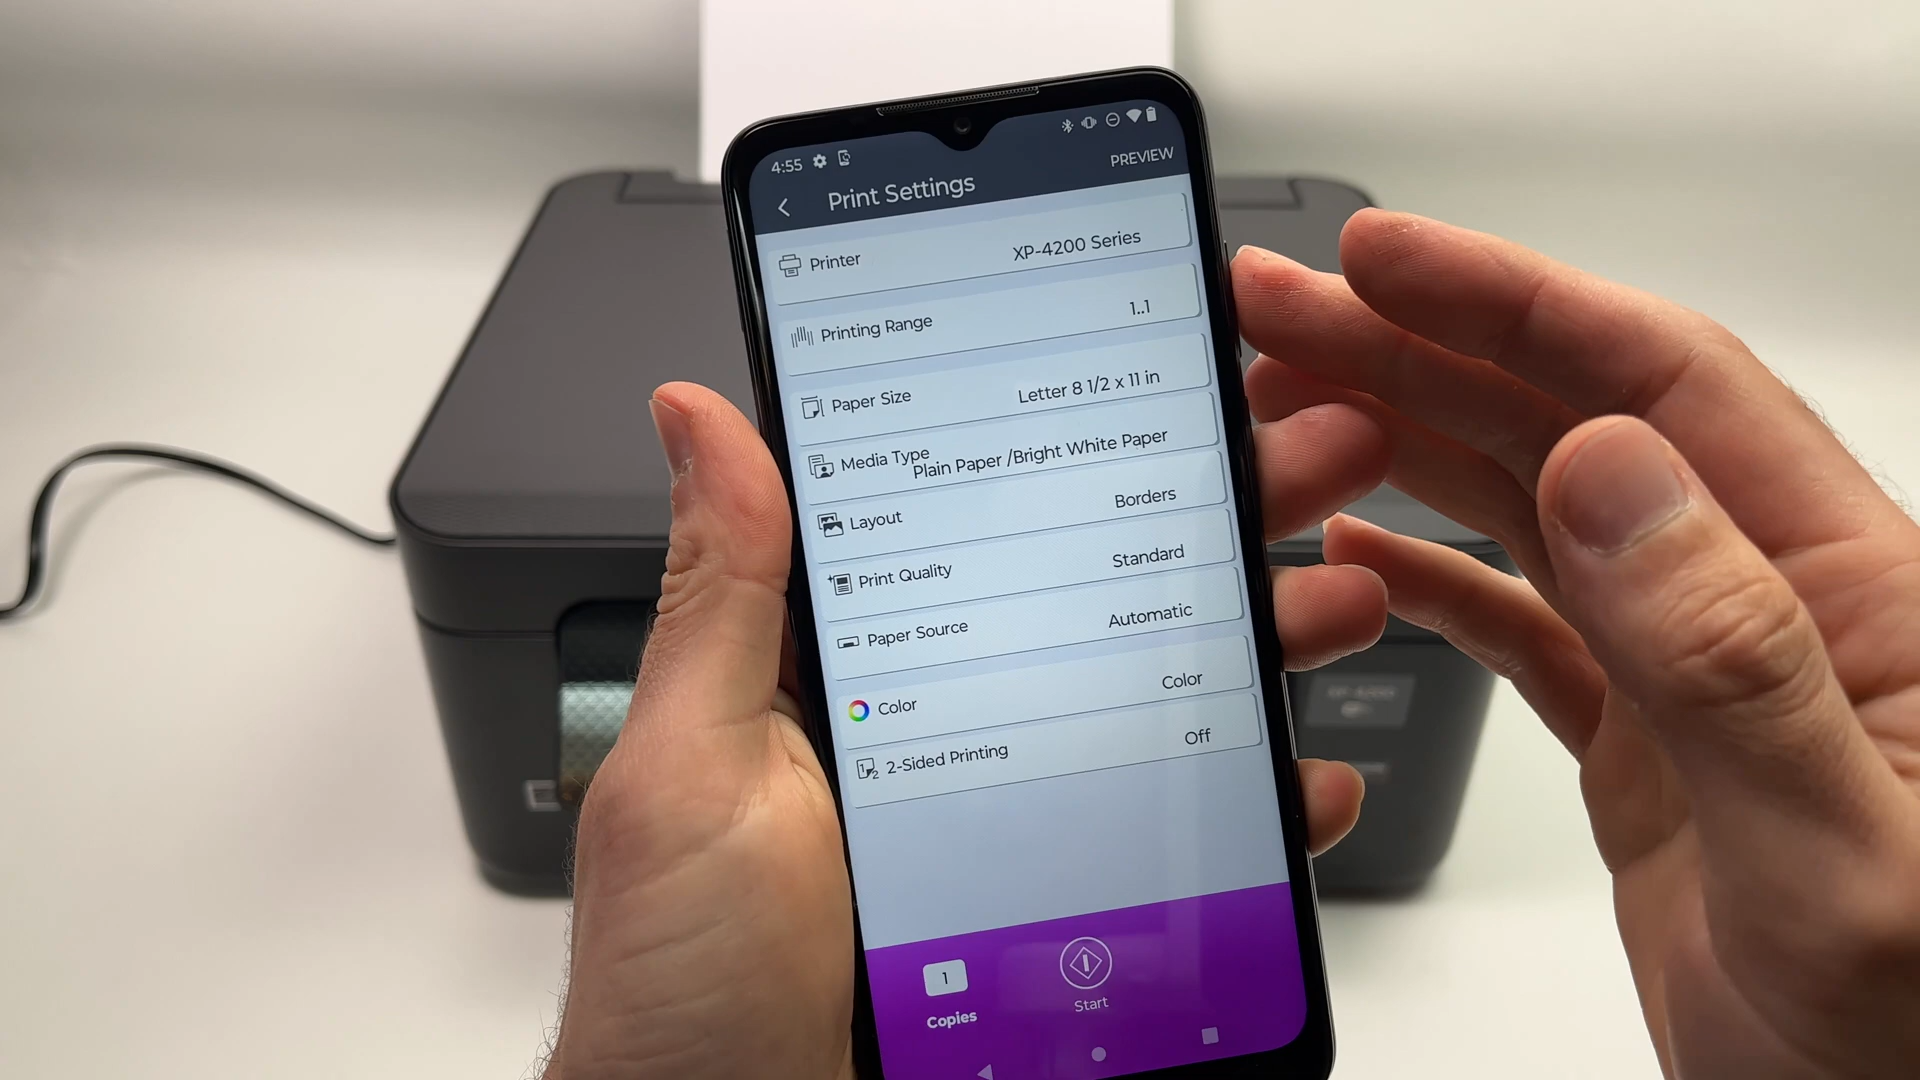 4:55
PREVIEW
Print Settings
Printer XP-4200 Series
Printing Range 1..1
Paper Size Letter 8 1/2 x 11 in
Media Type Plain Paper /Bright White Paper
Layout Borders
Print Quality Standard
Paper Source Automatic
Color Color
2-Sided Printing Off
1
Copies
Start